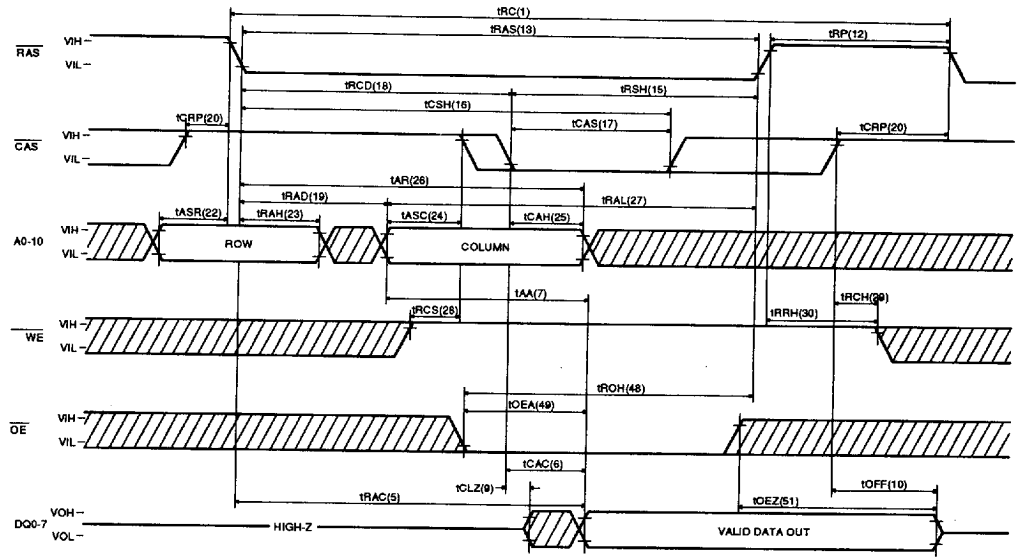 tRC(1)
tRAS(13)
tRP(12)
RAS
VIH
VIL
tRCD(18)
tRSH(15)
tCSH(16)
tCRP(20)
tCAS(17)
tCRP(20)
CAS
VIH
VIL
tAR(26)
tRAD(19)
tRAL(27)
tASR(22)
tRAH(23)
tASC(24)
tCAH(25)
A0-10
VIH
VIL
ROW
COLUMN
tAA(7)
tRCS(28)
tRCH(29)
tRRH(30)
WE
VIH
VIL
tROH(48)
tOEA(49)
OE
VIH
VIL
tCAC(6)
tCLZ(9)
tOFF(10)
tRAC(5)
tOEZ(51)
DQ0-7
VOH
VOL
HIGH-Z
VALID DATA OUT